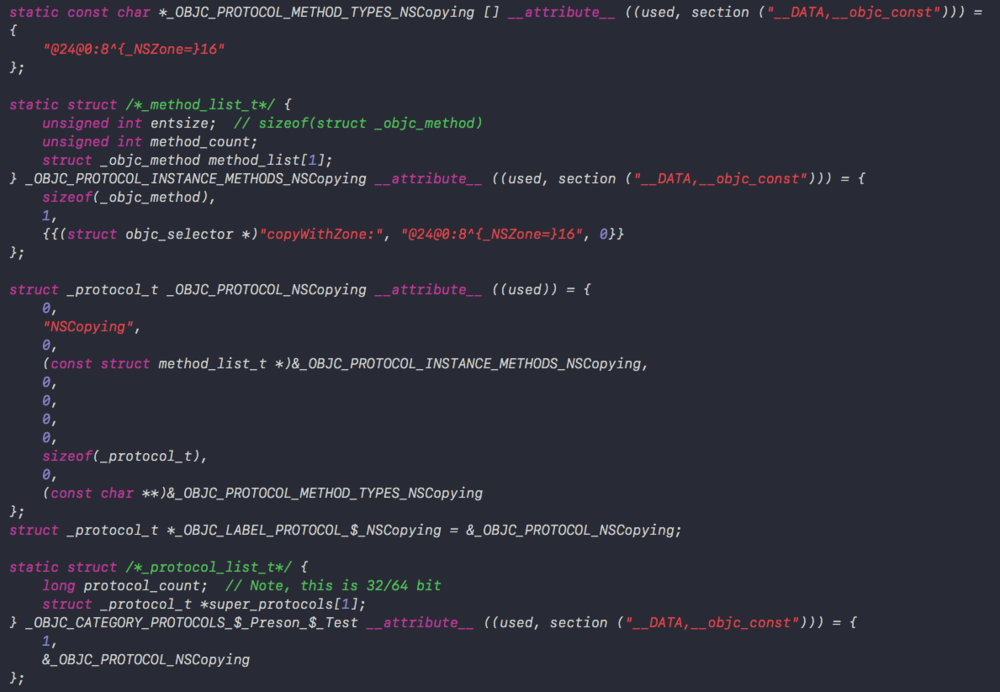 static const char *_OBJC_PROTOCOL_METHOD_TYPES_NSCopying [] __attribute__ ((used, section ("__DATA,__objc_const"))) =
{
    "@24@0:8^{_NSZone=}16"
};

static struct /*_method_list_t*/ {
    unsigned int entsize;  // sizeof(struct _objc_method)
    unsigned int method_count;
    struct _objc_method method_list[1];
} _OBJC_PROTOCOL_INSTANCE_METHODS_NSCopying __attribute__ ((used, section ("__DATA,__objc_const"))) = {
    sizeof(_objc_method),
    1,
    {{(struct objc_selector *)"copyWithZone:", "@24@0:8^{_NSZone=}16", 0}}
};

struct _protocol_t _OBJC_PROTOCOL_NSCopying __attribute__ ((used)) = {
    0,
    "NSCopying",
    0,
    (const struct method_list_t *)&_OBJC_PROTOCOL_INSTANCE_METHODS_NSCopying,
    0,
    0,
    0,
    0,
    sizeof(_protocol_t),
    0,
    (const char **)&_OBJC_PROTOCOL_METHOD_TYPES_NSCopying
};
struct _protocol_t *_OBJC_LABEL_PROTOCOL_$_NSCopying = &_OBJC_PROTOCOL_NSCopying;

static struct /*_protocol_list_t*/ {
    long protocol_count;  // Note, this is 32/64 bit
    struct _protocol_t *super_protocols[1];
} _OBJC_CATEGORY_PROTOCOLS_$_Preson_$_Test __attribute__ ((used, section ("__DATA,__objc_const"))) = {
    1,
    &_OBJC_PROTOCOL_NSCopying
};